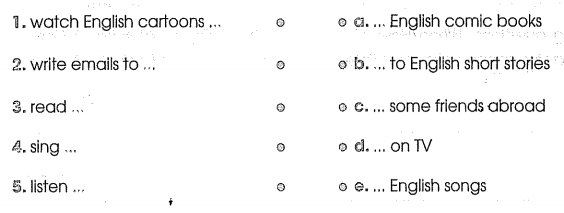 1. watch English cartoons ... a. ... English comic books
2. write emails to ... b. ... to English short stories
3. read ... c. ... some friends abroad
4. sing ... d. ... on TV
5. listen ... e. ... English songs